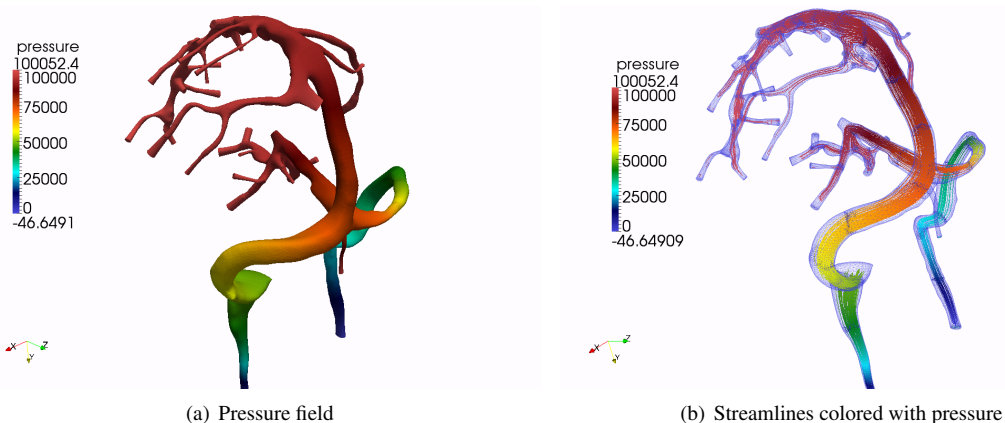 pressure
100052.4
100000
75000
50000
25000
0
-46.6491
X
Z
Y
(a) Pressure field
pressure
100052.4
100000
75000
50000
25000
0
-46.64909
X
Z
Y
(b) Streamlines colored with pressure